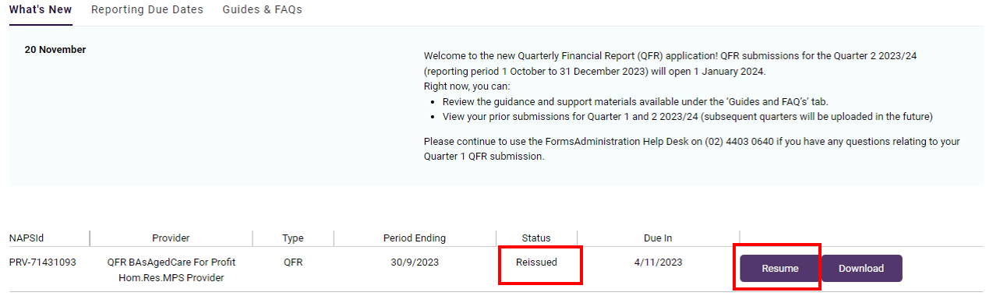 What's New Reporting Due Dates Guides & FAQs
20 November
Welcome to the new Quarterly Financial Report (QFR) application! QFR submissions for the Quarter 2 2023/24
(reporting period 1 October to 31 December 2023) will open 1 January 2024.
Right now, you can:
• Review the guidance and support materials available under the ‘Guides and FAQ’s’ tab.
• View your prior submissions for Quarter 1 and 2 2023/24 (subsequent quarters will be uploaded in the future)
Please continue to use the FormsAdministration Help Desk on (02) 4403 0640 if you have any questions relating to your
Quarter 1 QFR submission.
NAPSId Provider Type Period Ending Status Due In
PRV-71431093 QFR BAsAgedCare For Profit QFR 30/9/2023 Reissued 4/11/2023 Resume Download
Hom.Res.MPS Provider